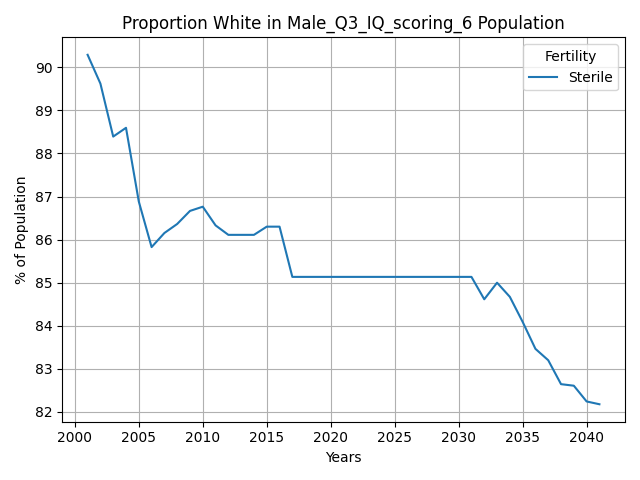 Proportion White in Male_Q3_IQ_scoring_6 Population
Fertility
Sterile
% of Population
90
89
88
87
86
85
84
83
82
2000 2005 2010 2015 2020 2025 2030 2035 2040
Years